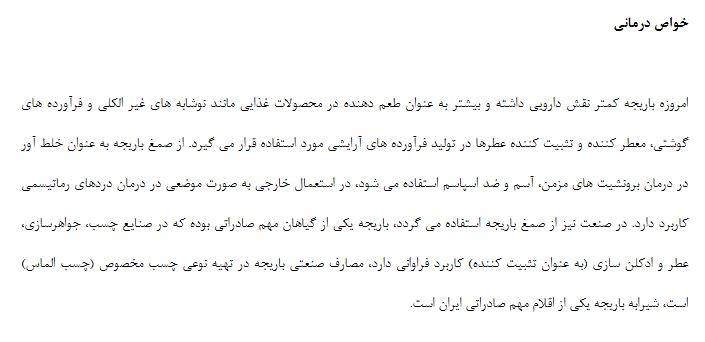 خواص درمانی
امروزه باریجه کمتر نقش دارویی داشته و بیشتر به عنوان طعم دهنده در محصولات غذایی مانند نوشابه های غیر الکلی و فرآورده های
گوشتی، معطر کننده و تثبیت کننده عطرها در تولید فرآورده های آرایشی مورد استفاده قرار می گیرد. از صمغ باریجه به عنوان خلط آور
در درمان برونشیت های مزمن، آسم و ضد اسپاسم استفاده می شود، در استعمال خارجی به صورت موضعی در درمان دردهای رماتیسمی
کاربرد دارد. در صنعت نیز از صمغ باریجه استفاده می گردد، باریجه یکی از گیاهان مهم صادراتی بوده که در صنایع چسب، جواهرسازی،
عطر و ادکلن سازی (به عنوان تثبیت کننده) کاربرد فراوانی دارد، مصارف صنعتی باریجه در تهیه نوعی چسب مخصوص (چسب الماس)
است، شیرابه باریجه یکی از اقلام مهم صادراتی ایران است.